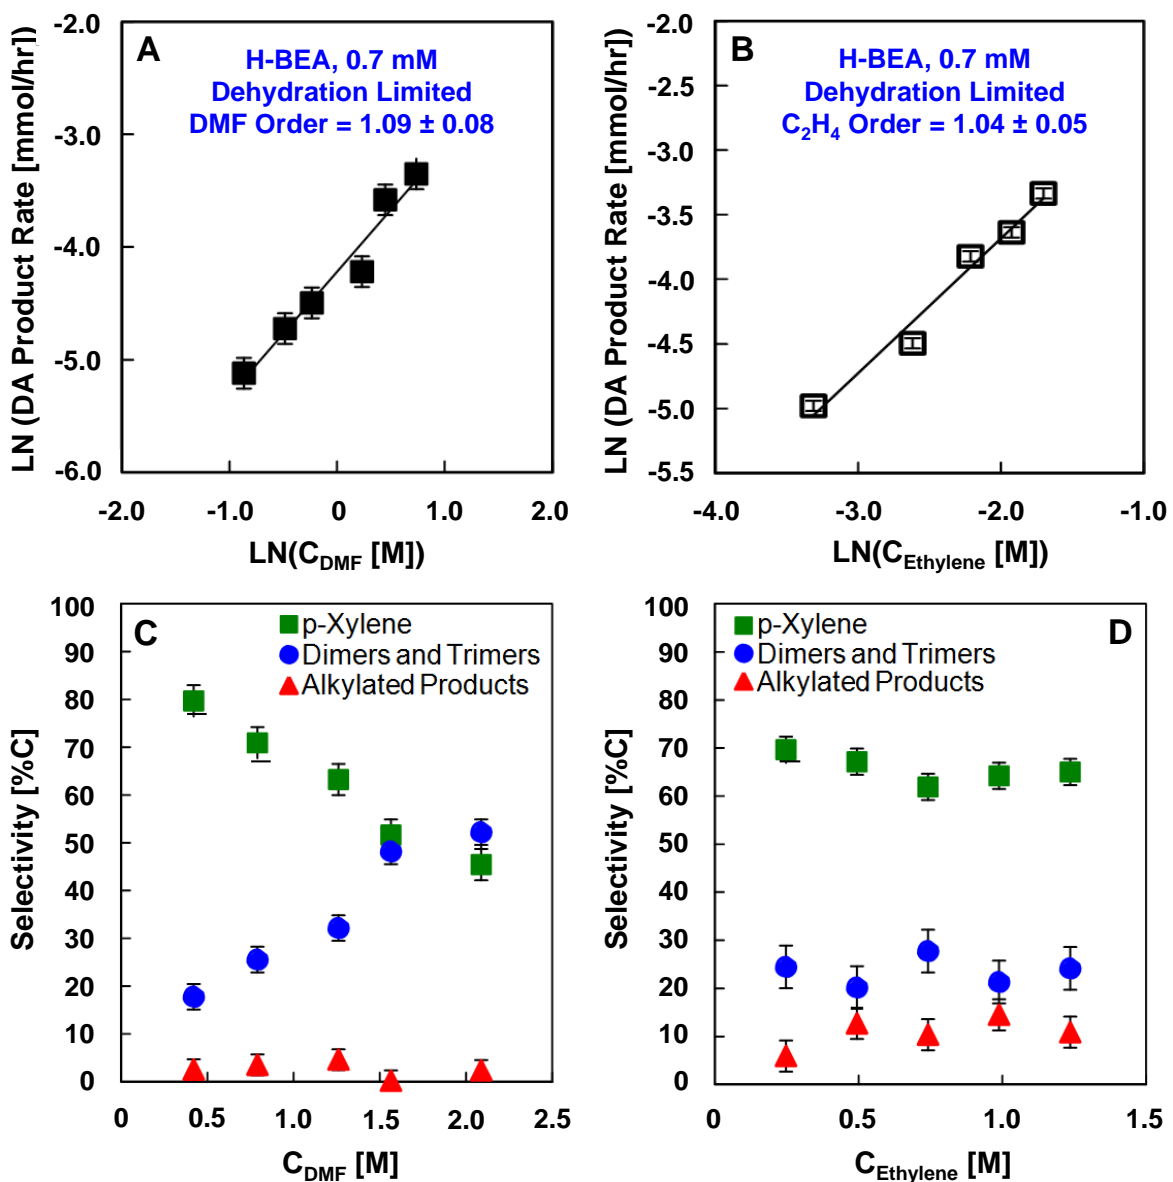 A
H-BEA, 0.7 mM
Dehydration Limited
DMF Order = 1.09 ± 0.08
LN (DA Product Rate [mmol/hr])
-2.0
-3.0
-4.0
-5.0
-6.0
-2.0 -1.0 0 1.0 2.0
LN(C_DMF [M])
B
H-BEA, 0.7 mM
Dehydration Limited
C₂H₄ Order = 1.04 ± 0.05
LN (DA Product Rate [mmol/hr])
-2.0
-2.5
-3.0
-3.5
-4.0
-4.5
-5.0
-5.5
-4.0 -3.0 -2.0 -1.0
LN(C_Ethylene [M])
C
p-Xylene
Dimers and Trimers
Alkylated Products
Selectivity [%C]
100
90
80
70
60
50
40
30
20
10
0
0 0.5 1.0 1.5 2.0 2.5
C_DMF [M]
D
p-Xylene
Dimers and Trimers
Alkylated Products
Selectivity [%C]
100
90
80
70
60
50
40
30
20
10
0
0 0.5 1.0 1.5
C_Ethylene [M]